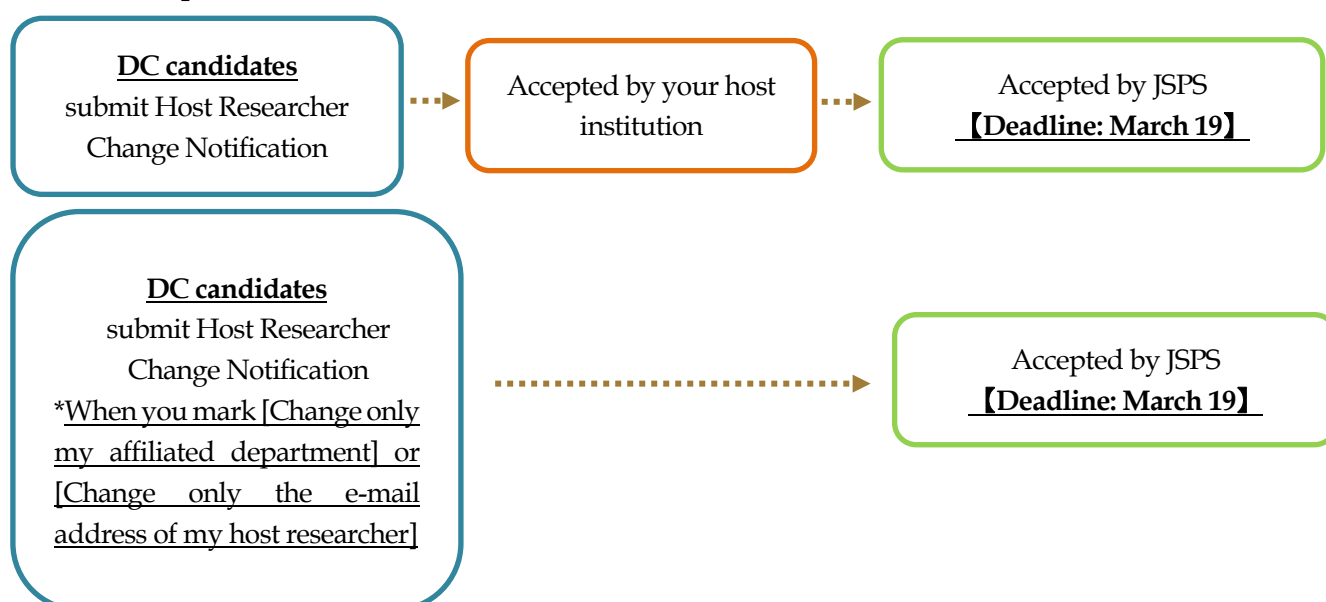 DC candidates
submit Host Researcher
Change Notification
Accepted by your host
institution
Accepted by JSPS
【Deadline: March 19】
DC candidates
submit Host Researcher
Change Notification
*When you mark [Change only
my affiliated department] or
[Change only the e-mail
address of my host researcher]
Accepted by JSPS
【Deadline: March 19】